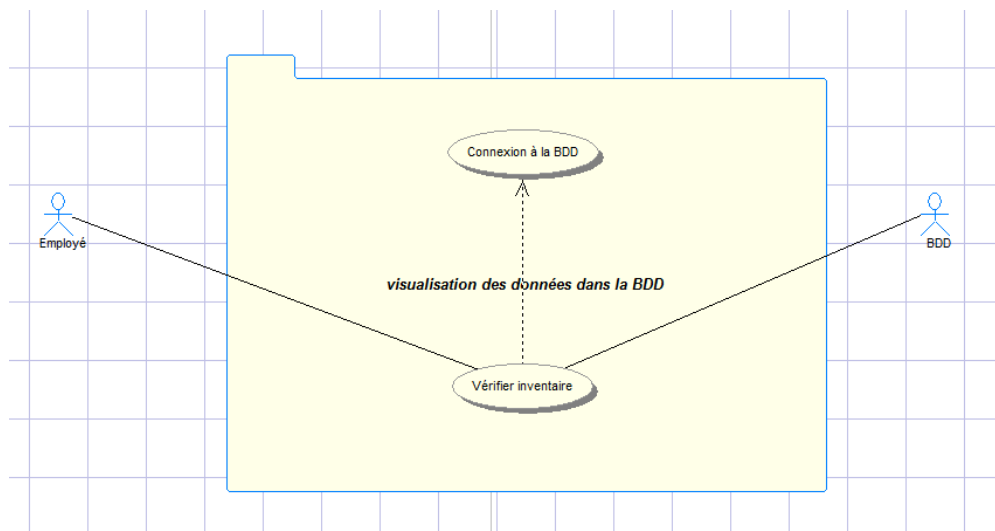 Connexion à la BDD
Employé
BDD
visualisation des données dans la BDD
Vérifier inventaire